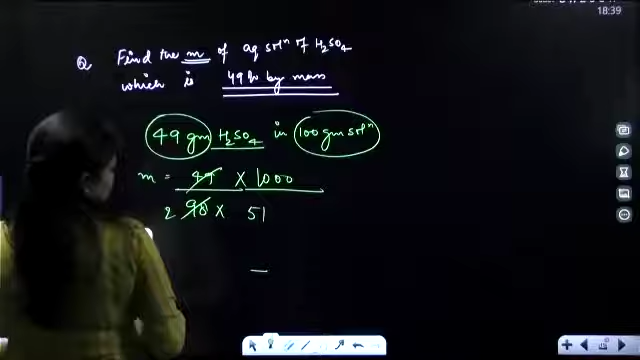 18:39
Q Find the m of aq solⁿ of H₂SO₄
which is 49% by mass
49 gm H₂SO₄ in 100 gm solⁿ
m = 49 X 1000
2 98 X 51